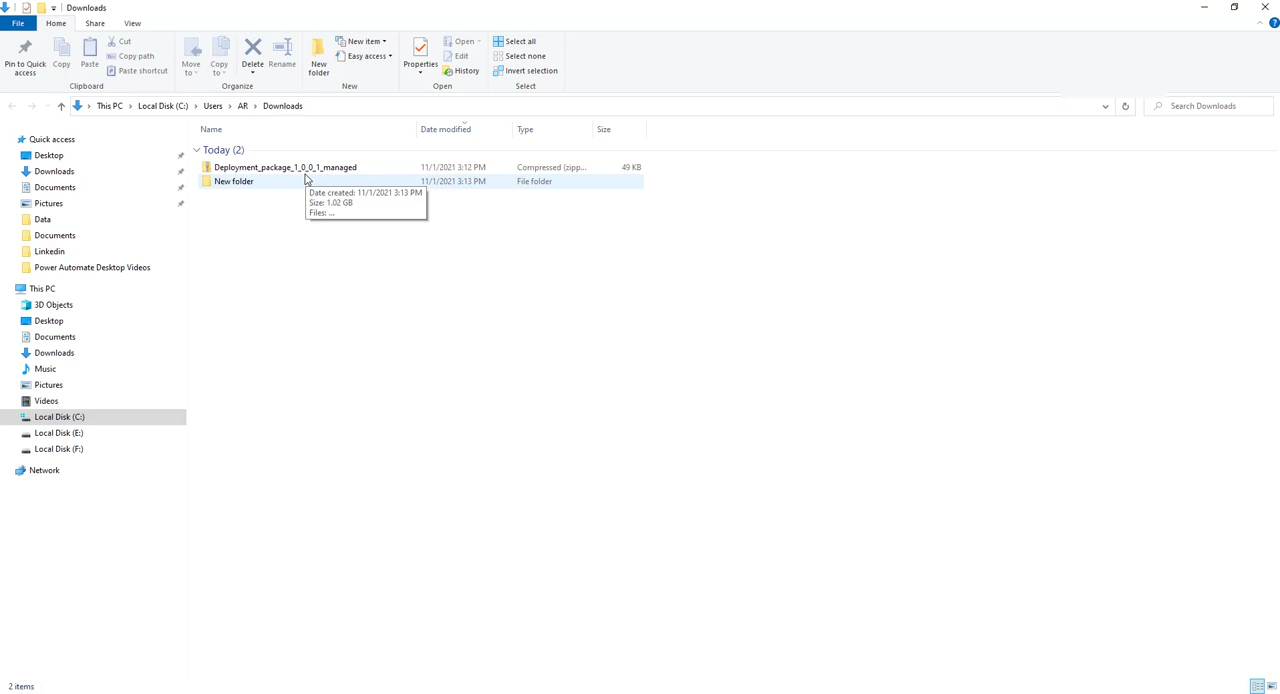 Downloads
File Home Share View
Pin to Quick access
Copy
Paste
Cut
Copy path
Paste shortcut
Clipboard
Move to
Copy to
Delete
Rename
Organize
New folder
New item
Easy access
New
Properties
Open
Edit
History
Open
Select all
Select none
Invert selection
Select
This PC > Local Disk (C:) > Users > AR > Downloads
Search Downloads
Name Date modified Type Size
Today (2)
Deployment_package_1_0_0_1_managed 11/1/2021 3:12 PM Compressed (zipp... 49 KB
New folder 11/1/2021 3:13 PM File folder
Date created: 11/1/2021 3:13 PM
Size: 1.02 GB
Files: ...
Quick access
Desktop
Downloads
Documents
Pictures
Data
Documents
Linkedin
Power Automate Desktop Videos
This PC
3D Objects
Desktop
Documents
Downloads
Music
Pictures
Videos
Local Disk (C:)
Local Disk (E:)
Local Disk (F:)
Network
2 items